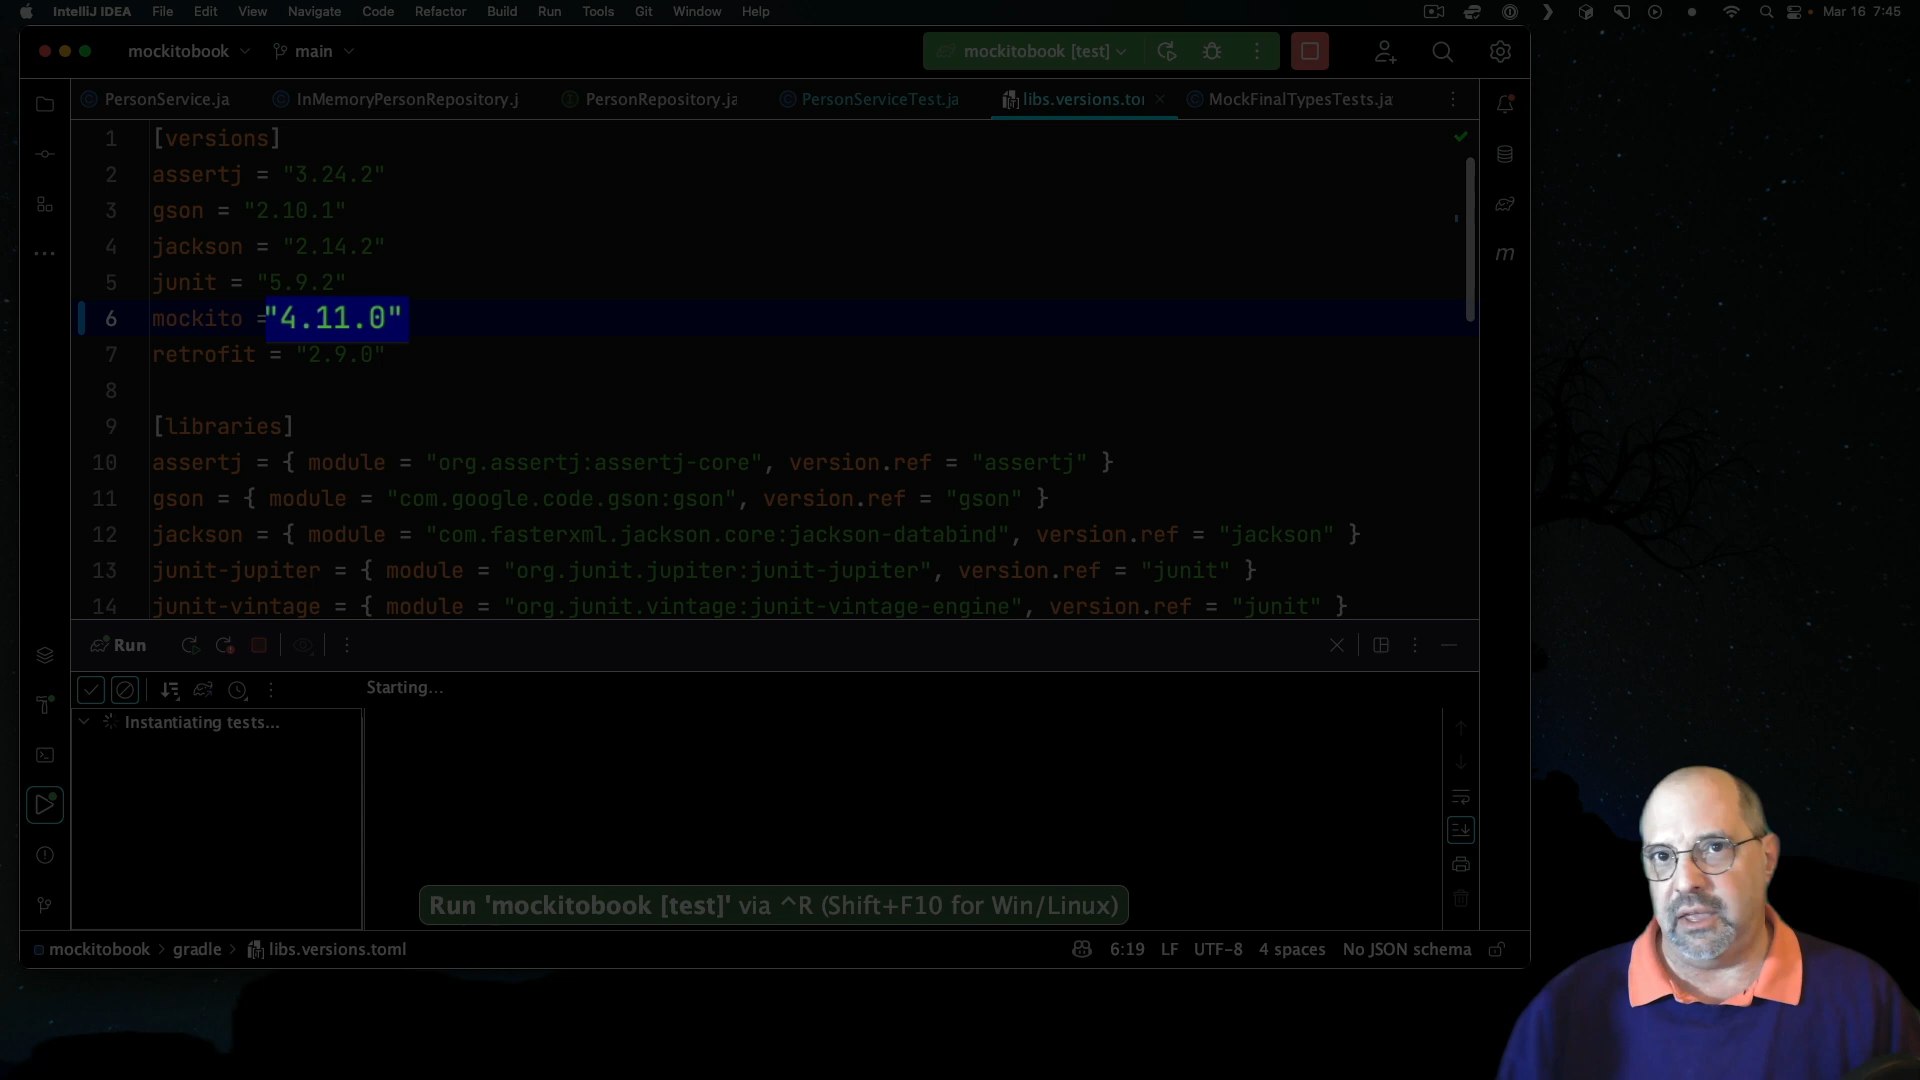 IntelliJ IDEA File Edit View Navigate Code Refactor Build Run Tools Git Window Help Mar 16 7:45
mockitobook main mockitobook [test]
PersonService.ja InMemoryPersonRepository.j PersonRepository.ja PersonServiceTest.ja libs.versions.tor MockFinalTypesTests.ja
1 [versions]
2 assertj = "3.24.2"
3 gson = "2.10.1"
4 jackson = "2.14.2"
5 junit = "5.9.2"
6 mockito = "4.11.0"
7 retrofit = "2.9.0"
8
9 [libraries]
10 assertj = { module = "org.assertj:assertj-core", version.ref = "assertj" }
11 gson = { module = "com.google.code.gson:gson", version.ref = "gson" }
12 jackson = { module = "com.fasterxml.jackson.core:jackson-databind", version.ref = "jackson" }
13 junit-jupiter = { module = "org.junit.jupiter:junit-jupiter", version.ref = "junit" }
14 junit-vintage = { module = "org.junit.vintage:junit-vintage-engine", version.ref = "junit" }
Run
Starting...
Instantiating tests...
Run 'mockitobook [test]' via ^R (Shift+F10 for Win/Linux)
mockitobook > gradle > libs.versions.toml 6:19 LF UTF-8 4 spaces No JSON schema